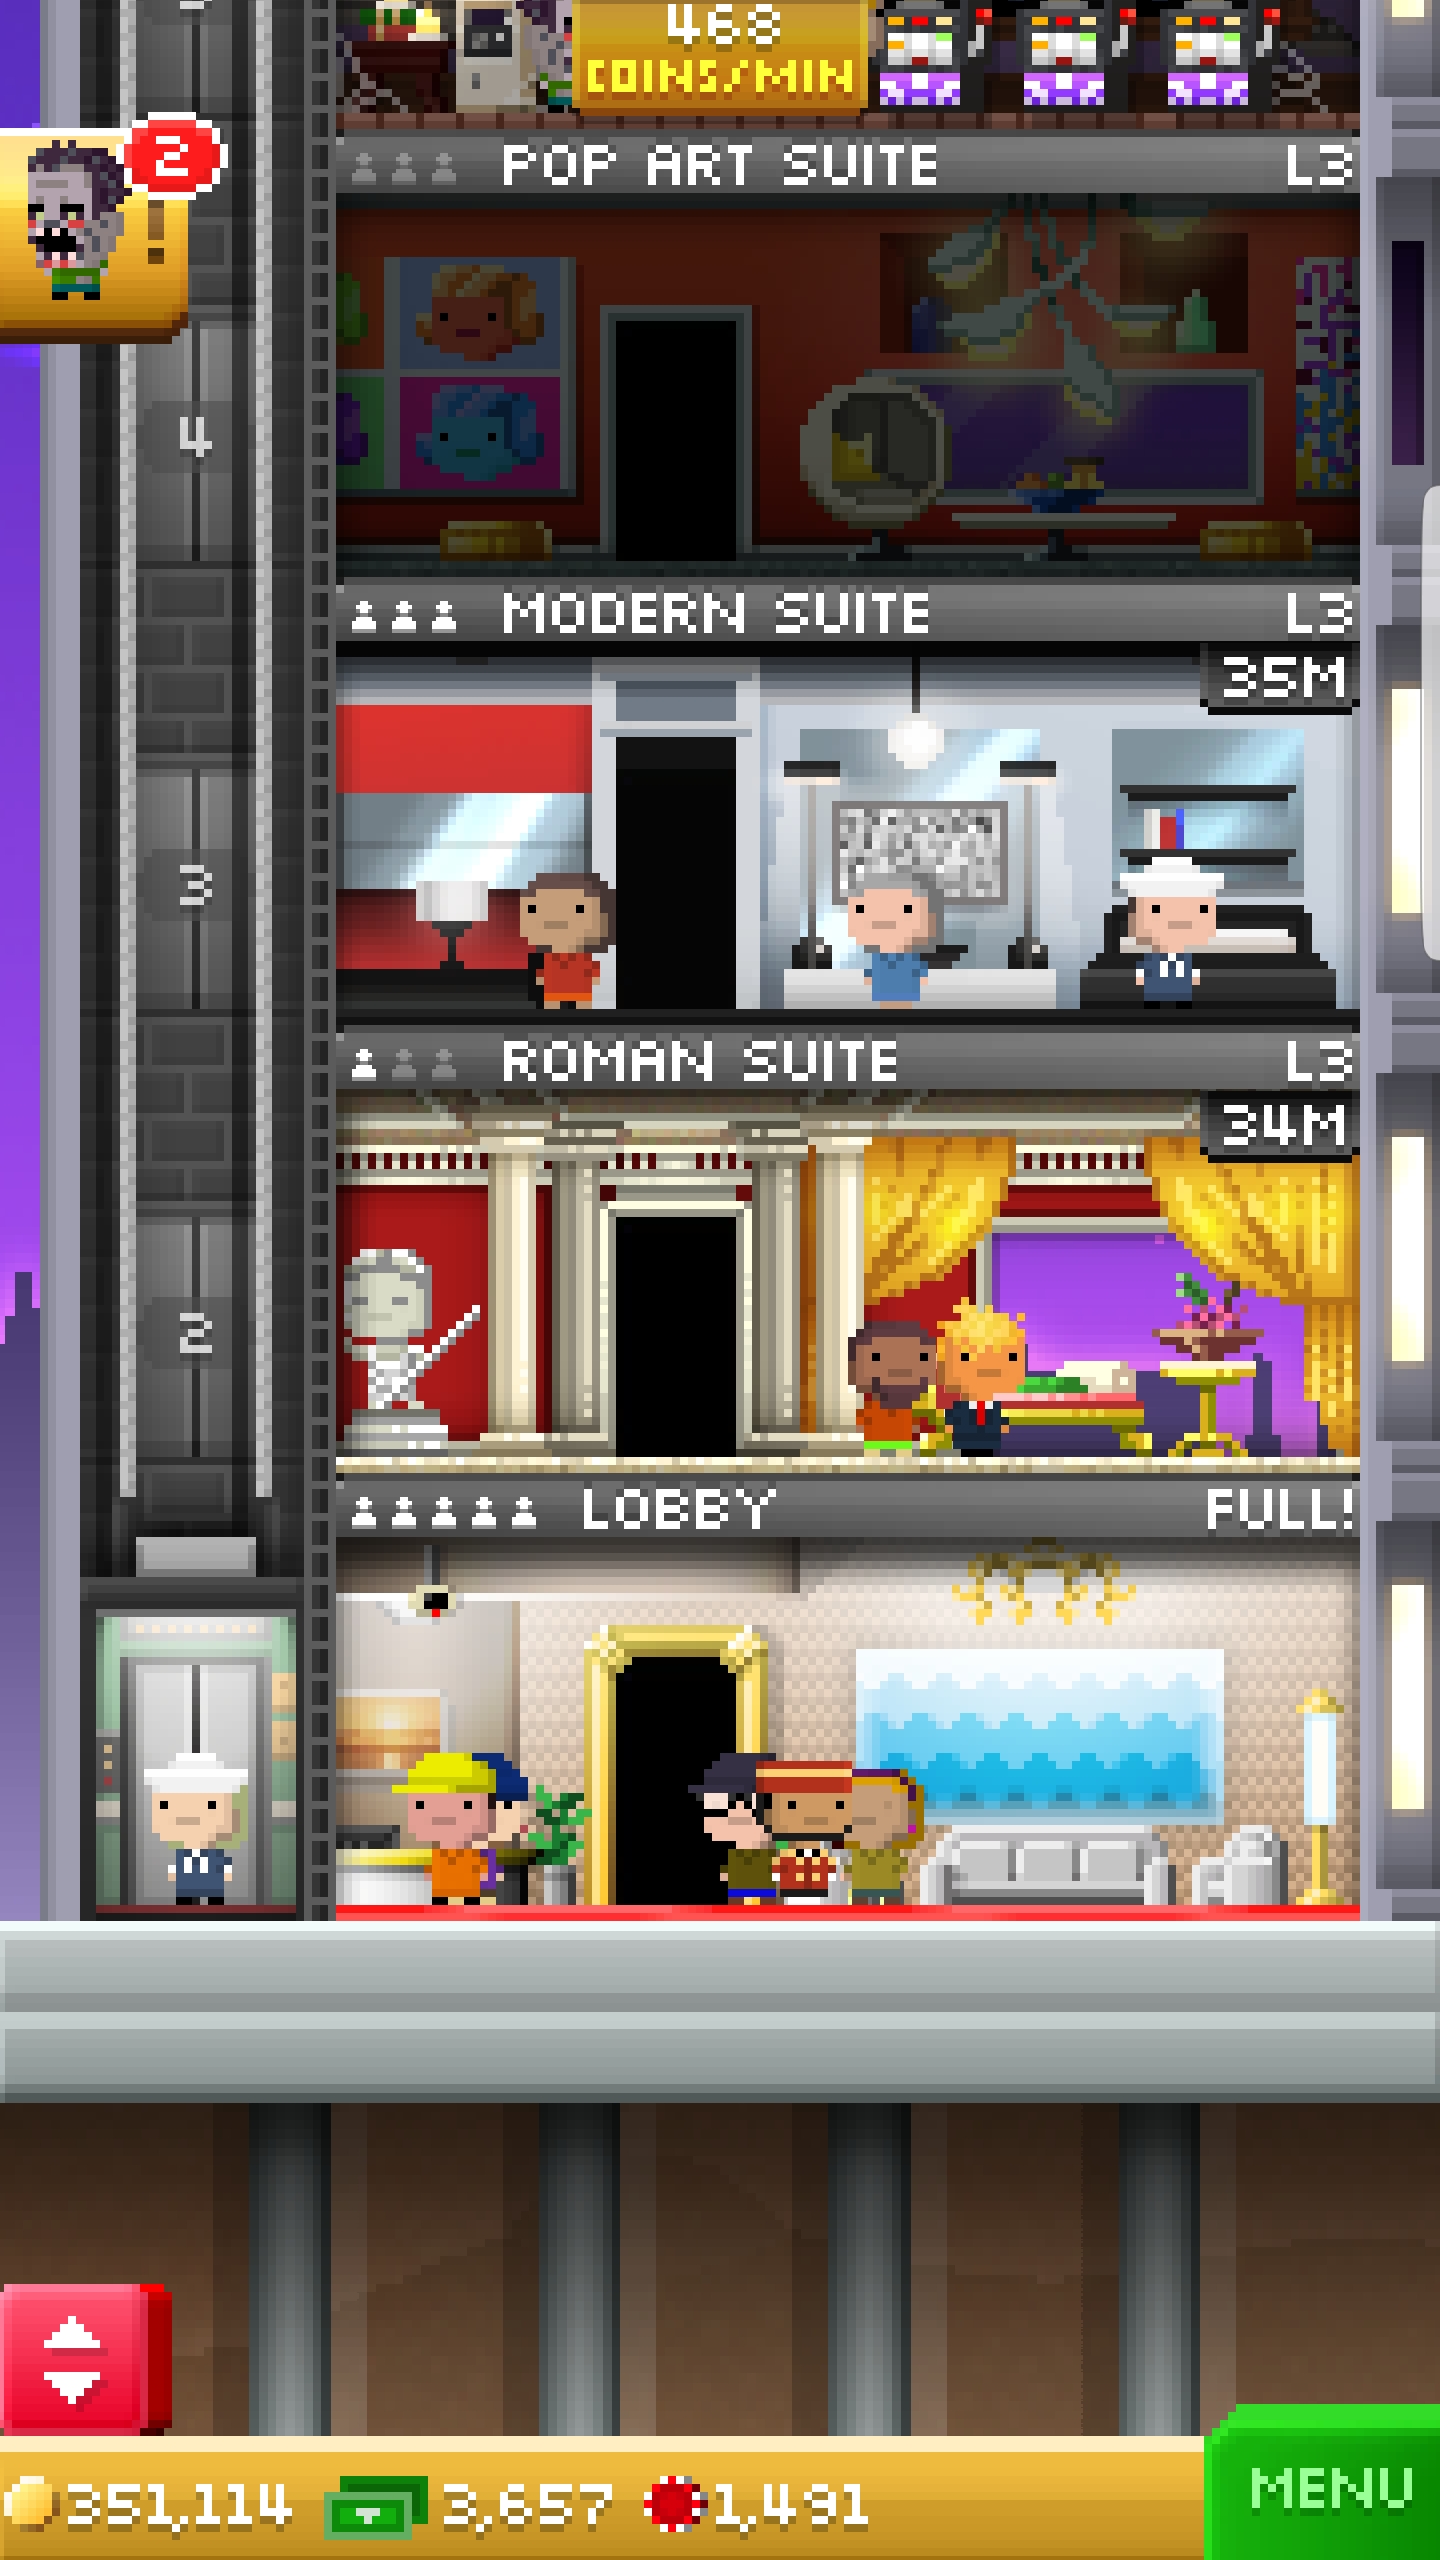 468
COINS/MIN
2
!
POP ART SUITE L3
4
MODERN SUITE L3
35M
3
ROMAN SUITE L3
34M
2
LOBBY FULL!
351,114 3,657 1,491
MENU